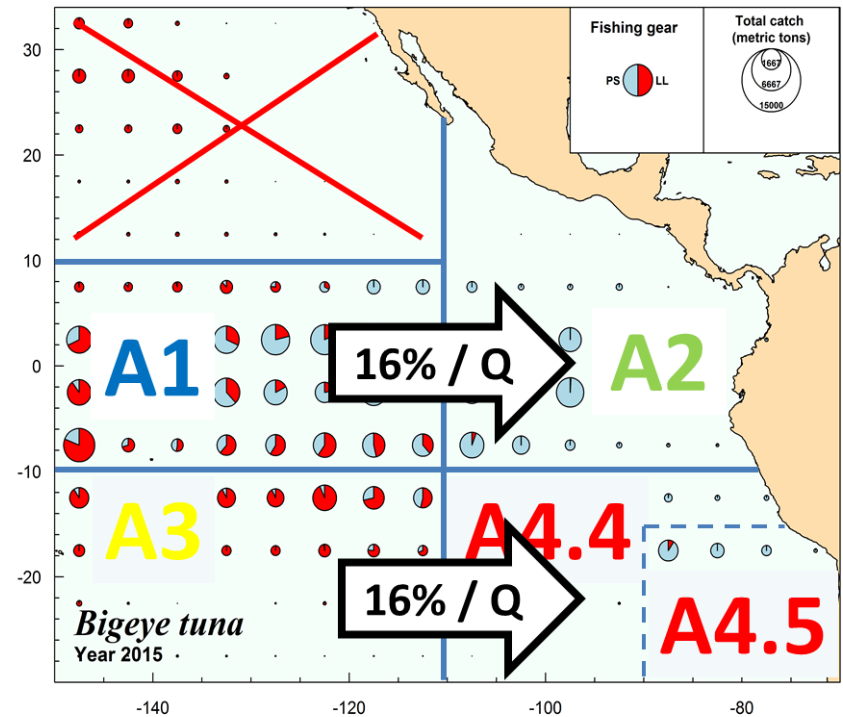 Fishing gear
PS LL
Total catch
(metric tons)
1667
6667
15000
30
20
10
0
-10
-20
A1
16% / Q
A2
A3
A4.4
16% / Q
A4.5
Bigeye tuna
Year 2015
-140 -120 -100 -80